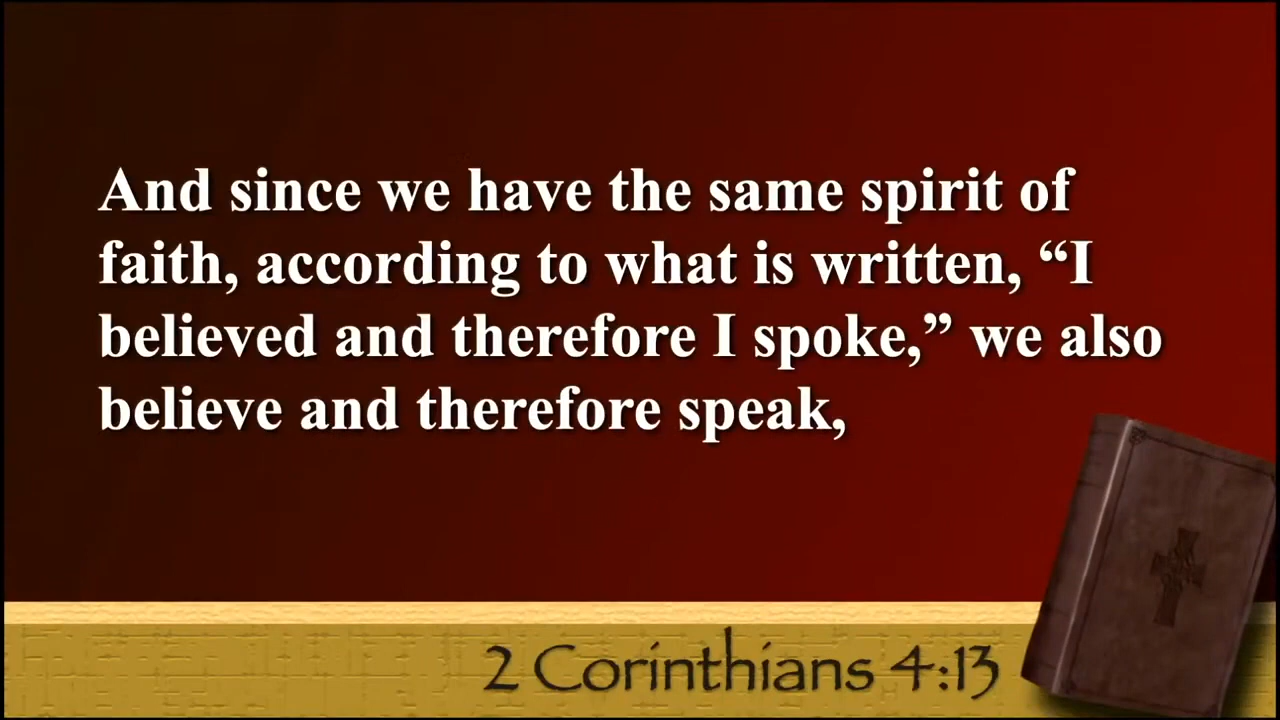 And since we have the same spirit of
faith, according to what is written, “I
believed and therefore I spoke,” we also
believe and therefore speak,
2 Corinthians 4:13